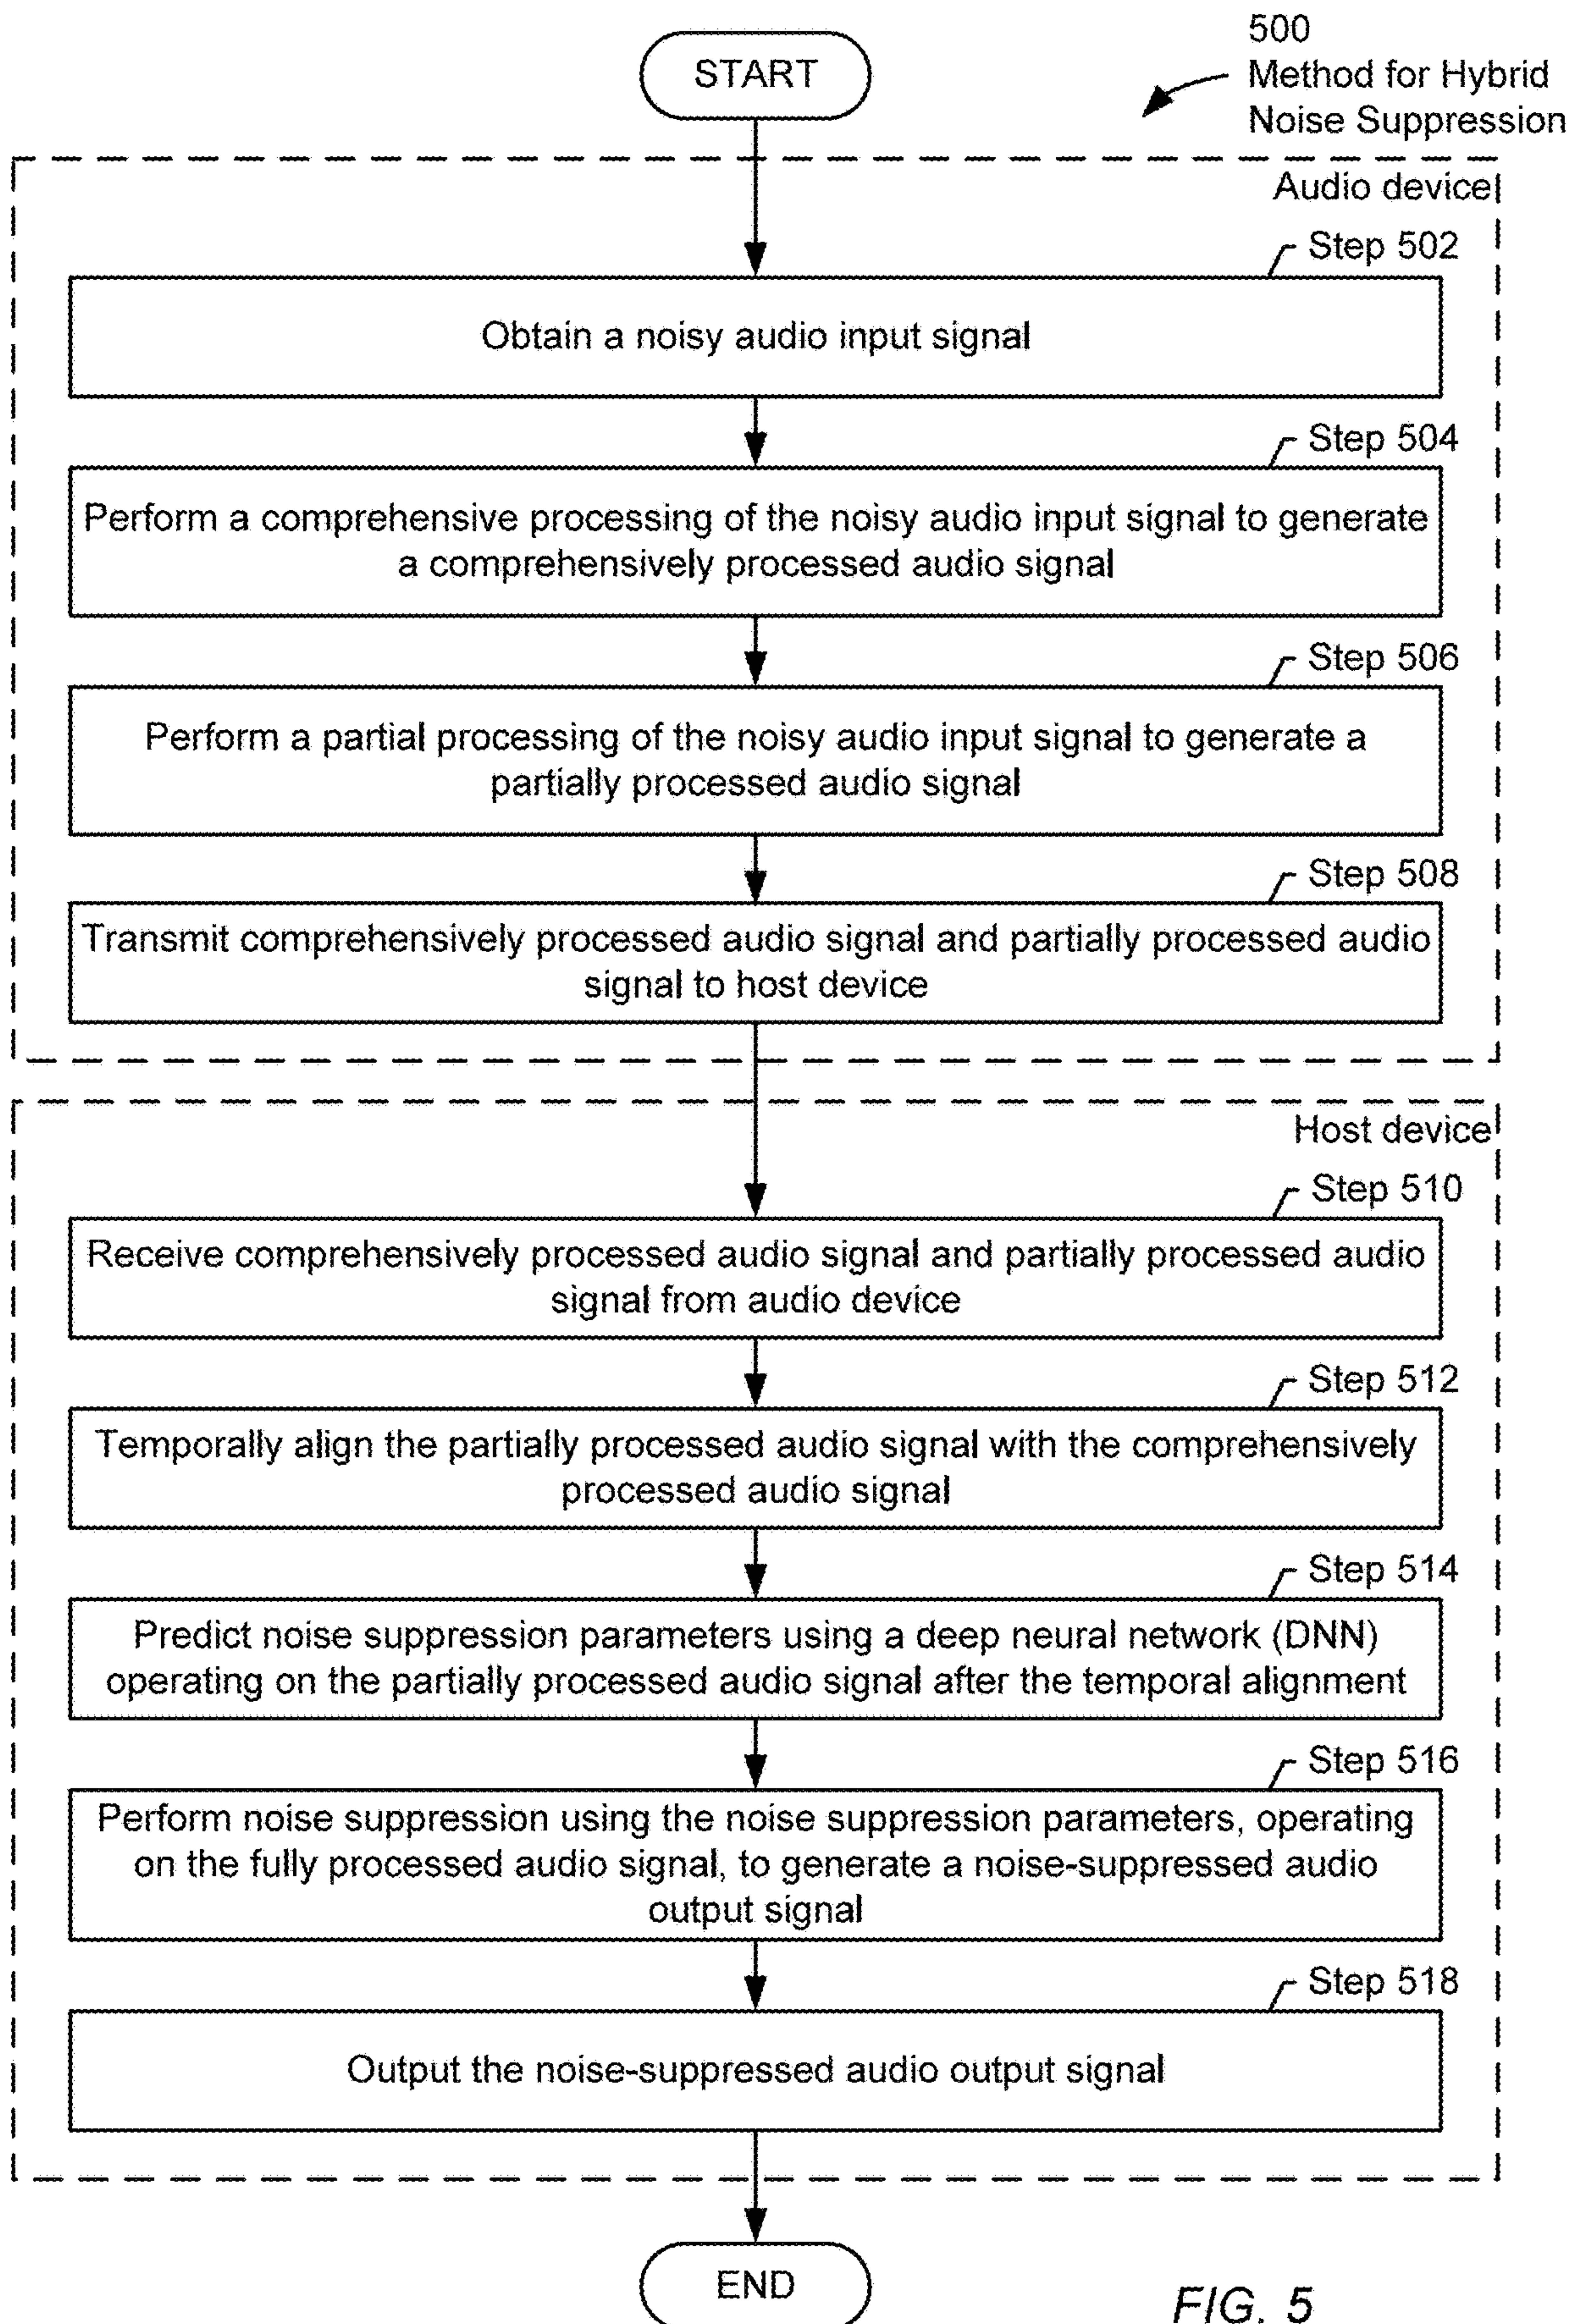 START
500
Method for Hybrid
Noise Suppression
Audio device
Step 502
Obtain a noisy audio input signal
Step 504
Perform a comprehensive processing of the noisy audio input signal to generate
a comprehensively processed audio signal
Step 506
Perform a partial processing of the noisy audio input signal to generate a
partially processed audio signal
Step 508
Transmit comprehensively processed audio signal and partially processed audio
signal to host device
Host device
Step 510
Receive comprehensively processed audio signal and partially processed audio
signal from audio device
Step 512
Temporally align the partially processed audio signal with the comprehensively
processed audio signal
Step 514
Predict noise suppression parameters using a deep neural network (DNN)
operating on the partially processed audio signal after the temporal alignment
Step 516
Perform noise suppression using the noise suppression parameters, operating
on the fully processed audio signal, to generate a noise-suppressed audio
output signal
Step 518
Output the noise-suppressed audio output signal
END
FIG. 5